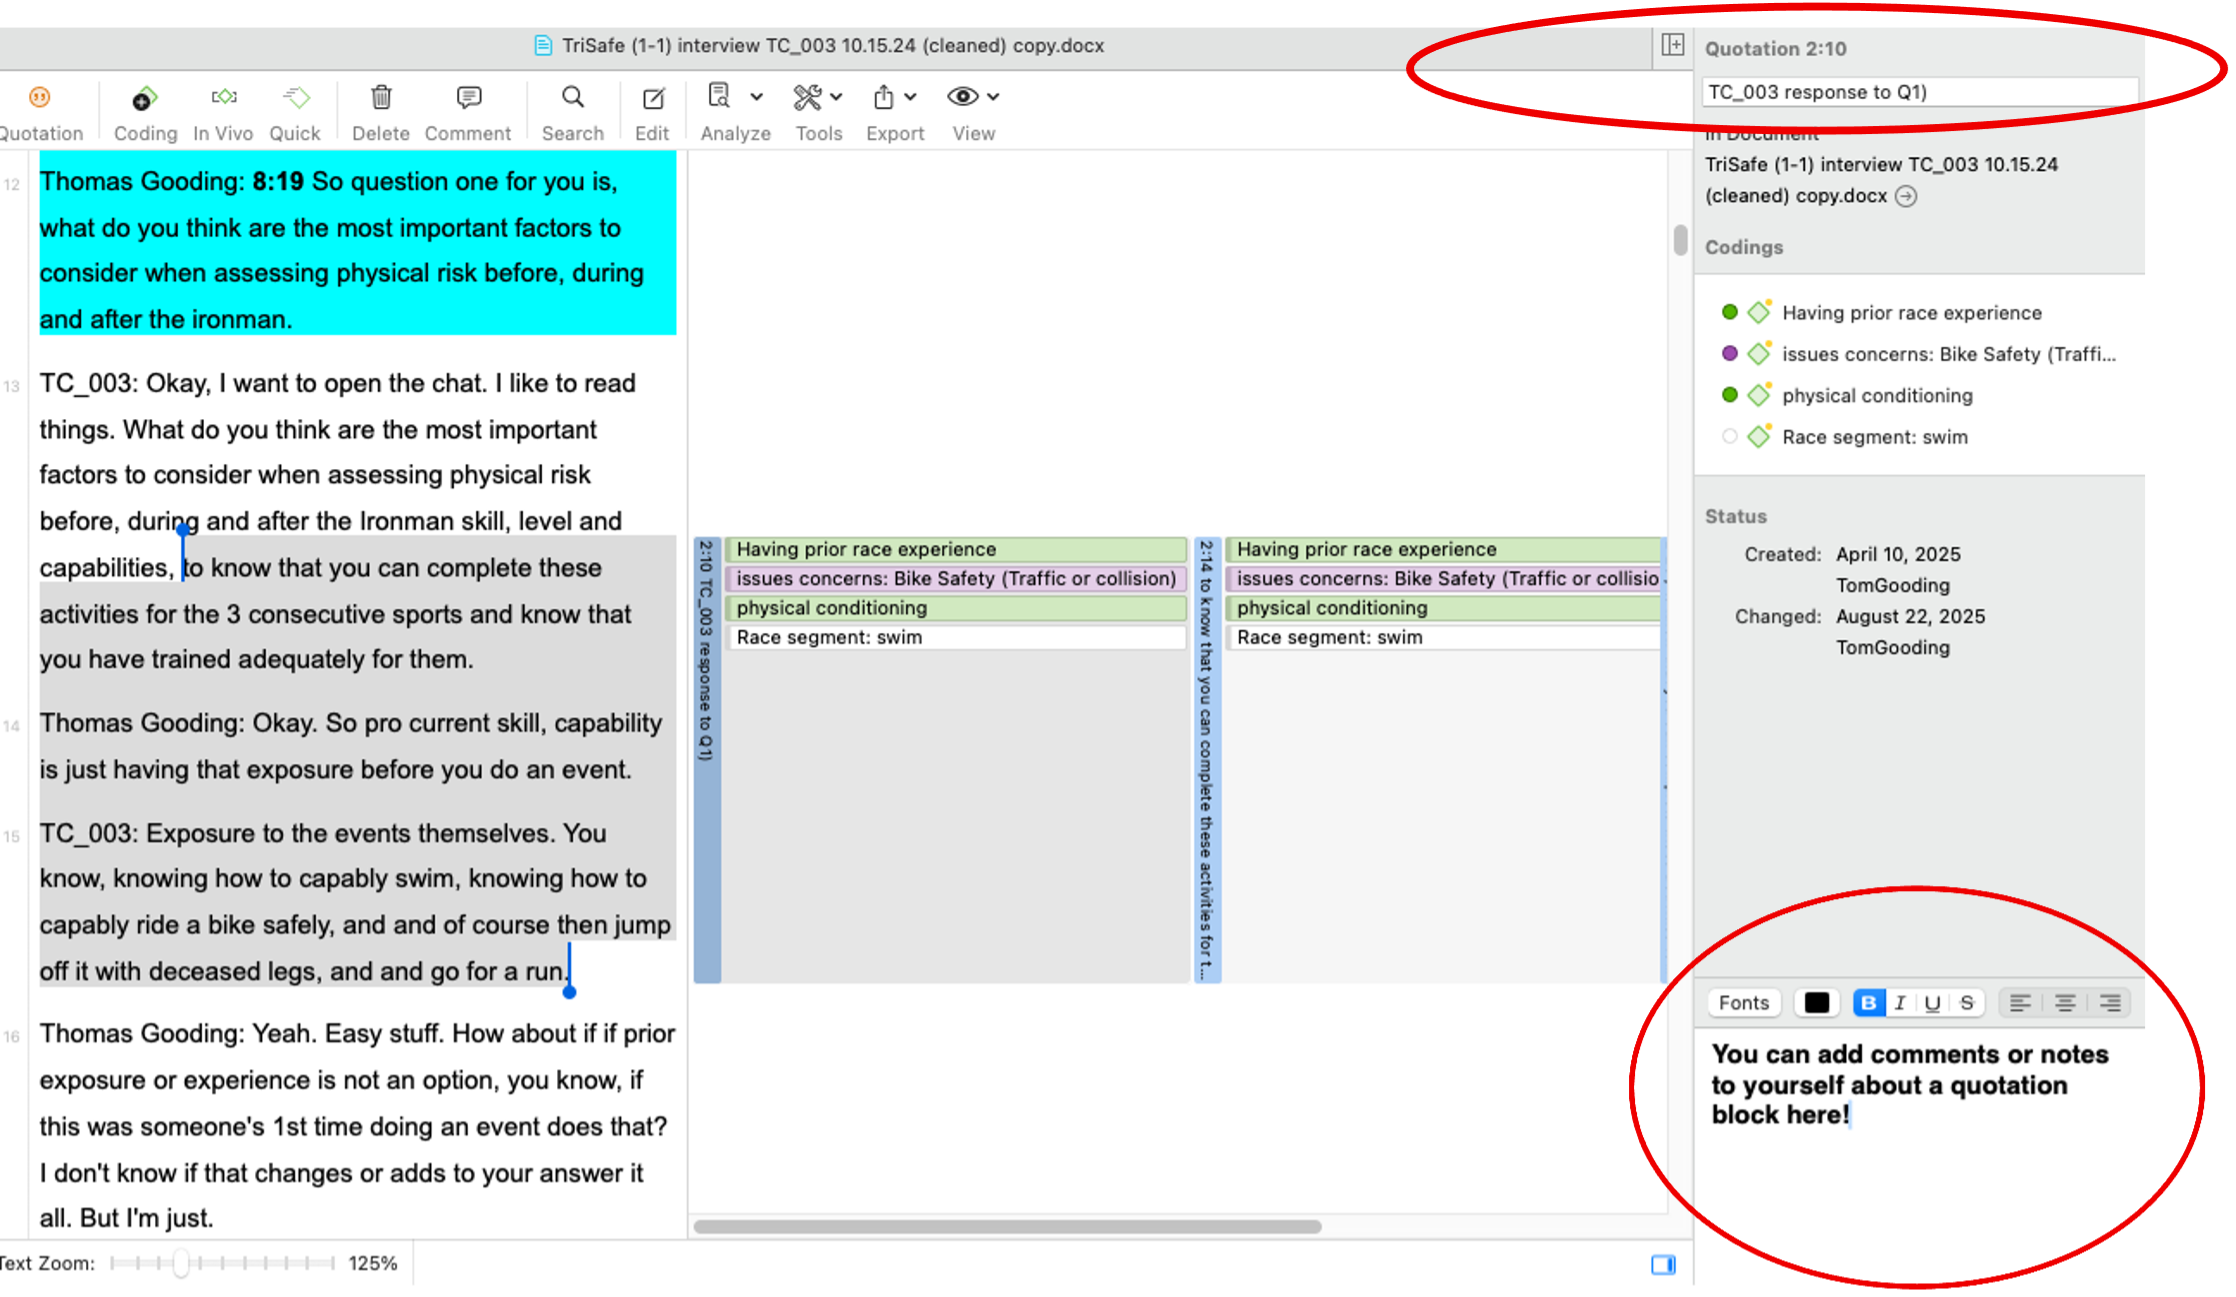 TriSafe (1-1) interview TC_003 10.15.24 (cleaned) copy.docx
Quotation
Coding
In Vivo
Quick
Delete
Comment
Search
Edit
Analyze
Tools
Export
View
12
Thomas Gooding: 8:19 So question one for you is,
what do you think are the most important factors to
consider when assessing physical risk before, during
and after the ironman.
13
TC_003: Okay, I want to open the chat. I like to read
things. What do you think are the most important
factors to consider when assessing physical risk
before, during and after the Ironman skill, level and
capabilities, to know that you can complete these
activities for the 3 consecutive sports and know that
you have trained adequately for them.
14
Thomas Gooding: Okay. So pro current skill, capability
is just having that exposure before you do an event.
15
TC_003: Exposure to the events themselves. You
know, knowing how to capably swim, knowing how to
capably ride a bike safely, and and of course then jump
off it with deceased legs, and and go for a run.
16
Thomas Gooding: Yeah. Easy stuff. How about if if prior
exposure or experience is not an option, you know, if
this was someone's 1st time doing an event does that?
I don't know if that changes or adds to your answer it
all. But I'm just.
Text Zoom:
125%
2:10 TC_003 response to Q1)
Having prior race experience
issues concerns: Bike Safety (Traffic or collision)
physical conditioning
Race segment: swim
2:14 to know that you can complete these activities for t...
Having prior race experience
issues concerns: Bike Safety (Traffic or collisio
physical conditioning
Race segment: swim
Quotation 2:10
TC_003 response to Q1)
In Document
TriSafe (1-1) interview TC_003 10.15.24
(cleaned) copy.docx
Codings
Having prior race experience
issues concerns: Bike Safety (Traffi...
physical conditioning
Race segment: swim
Status
Created: April 10, 2025
TomGooding
Changed: August 22, 2025
TomGooding
Fonts
B I U S
You can add comments or notes
to yourself about a quotation
block here!